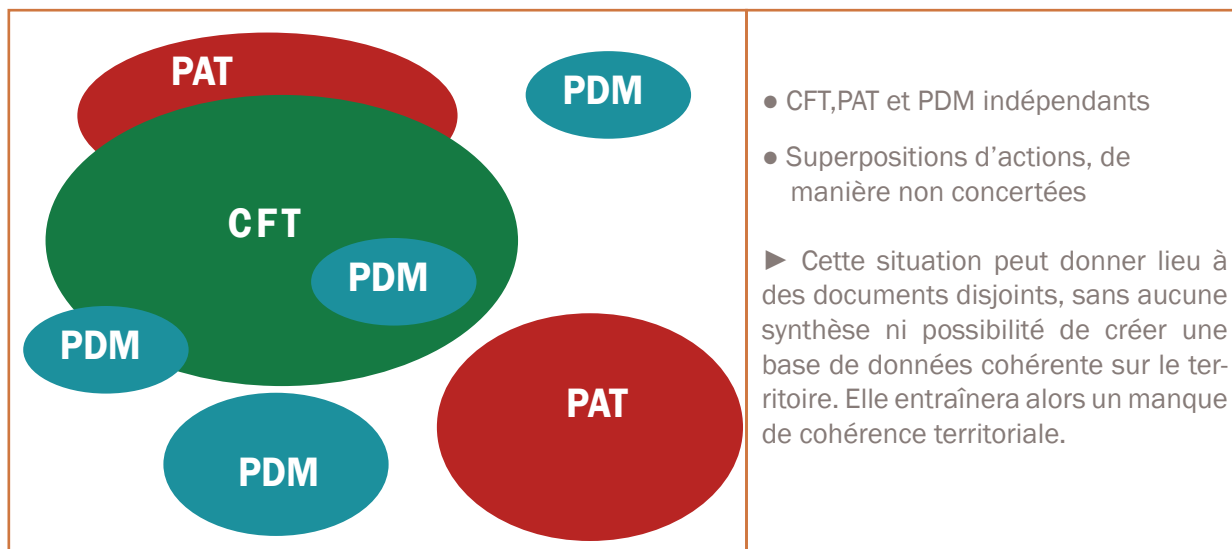 PAT
PDM
CFT
PDM
PDM
PAT
PDM
● CFT,PAT et PDM indépendants
● Superpositions d’actions, de
manière non concertées
► Cette situation peut donner lieu à
des documents disjoints, sans aucune
synthèse ni possibilité de créer une
base de données cohérente sur le ter-
ritoire. Elle entraînera alors un manque
de cohérence territoriale.